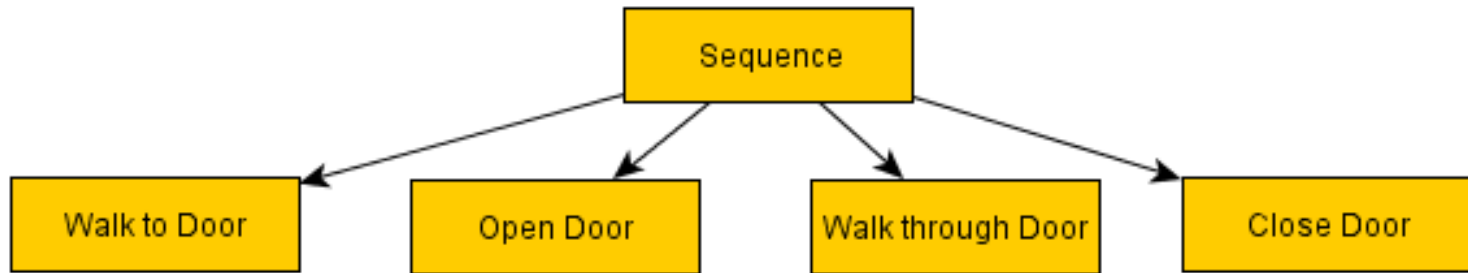 Sequence
Walk to Door
Open Door
Walk through Door
Close Door